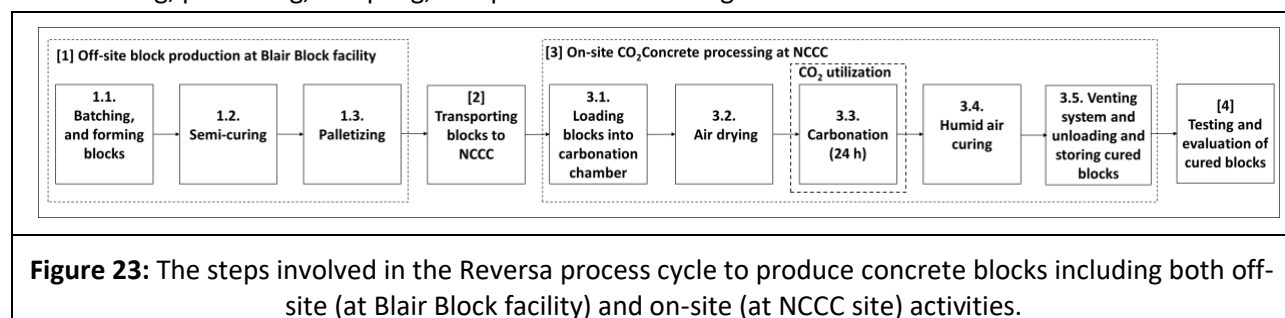 [1] Off-site block production at Blair Block facility
1.1.
Batching,
and forming
blocks
1.2.
Semi-curing
1.3.
Palletizing
[2]
Transporting
blocks to
NCCC
[3] On-site CO₂Concrete processing at NCCC
3.1.
Loading
blocks into
carbonation
chamber
3.2.
Air drying
CO₂ utilization
3.3.
Carbonation
(24 h)
3.4.
Humid air
curing
3.5. Venting
system and
unloading and
storing cured
blocks
[4]
Testing and
evaluation of
cured blocks
Figure 23: The steps involved in the Reversa process cycle to produce concrete blocks including both off-
site (at Blair Block facility) and on-site (at NCCC site) activities.